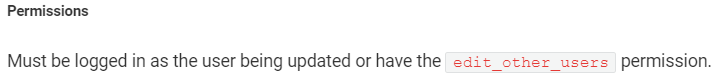 Permissions
Must be logged in as the user being updated or have the edit_other_users permission.